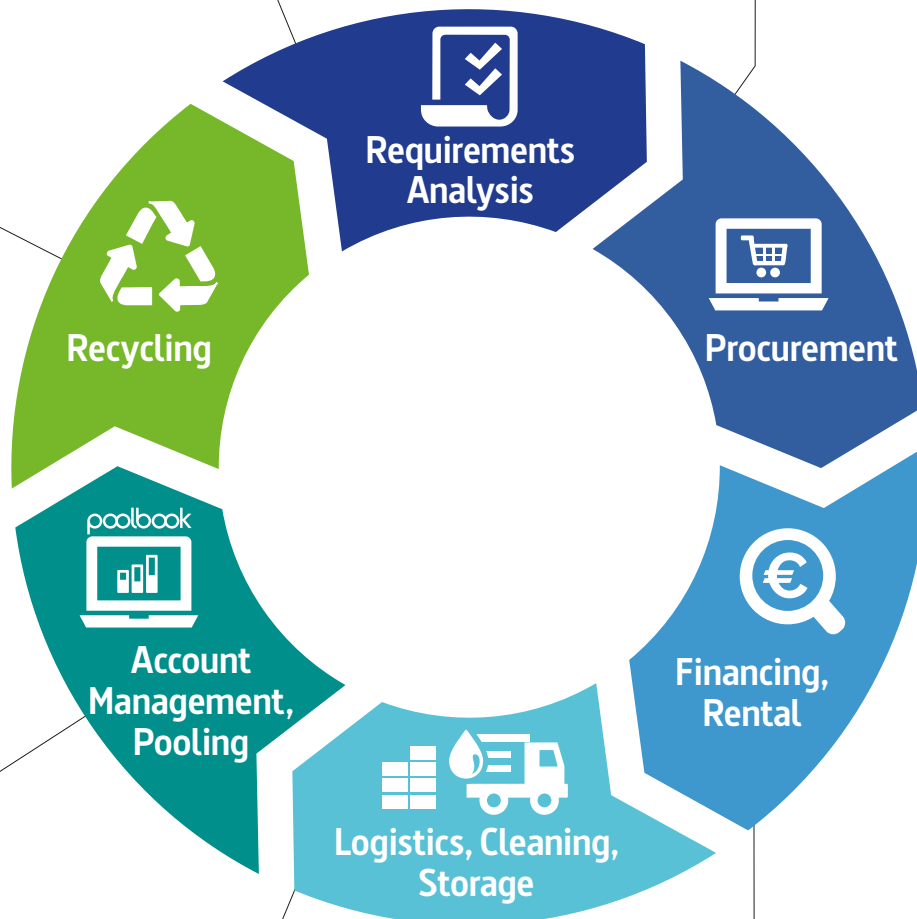 Requirements
Analysis
Procurement
Financing,
Rental
€
Logistics, Cleaning,
Storage
poolbook
Account
Management,
Pooling
Recycling